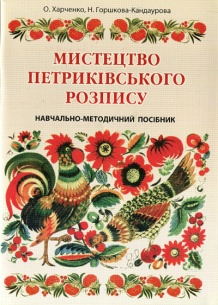 О. Харченко, Н. Горшкова-Кандаурова
МИСТЕЦТВО
ПЕТРИКІВСЬКОГО
РОЗПИСУ
НАВЧАЛЬНО-МЕТОДИЧНИЙ ПОСІБНИК